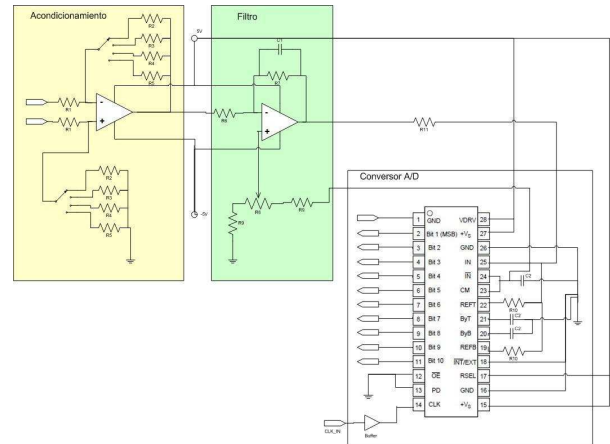 Acondicionamiento
Filtro
R2
R3
R4
R5
5V
C1
R7
R1
R1
-
+
R6
-
+
R11
R2
R3
R4
R5
-5V
R8
R9
Conversor A/D
1 GND VDRV 28
2 Bit 1 (MSB) +VS 27
3 Bit 2 GND 26
4 Bit 3 IN 25
5 Bit 4 IN 24
6 Bit 5 CM 23
7 Bit 6 REFT 22
8 Bit 7 ByT 21
9 Bit 8 ByB 20
10 Bit 9 REFB 19
11 Bit 10 INT/EXT 18
12 OE RSEL 17
13 PD GND 16
14 CLK +VS 15
C2
R10
C2
C2
R10
CLK_IN
Buffer